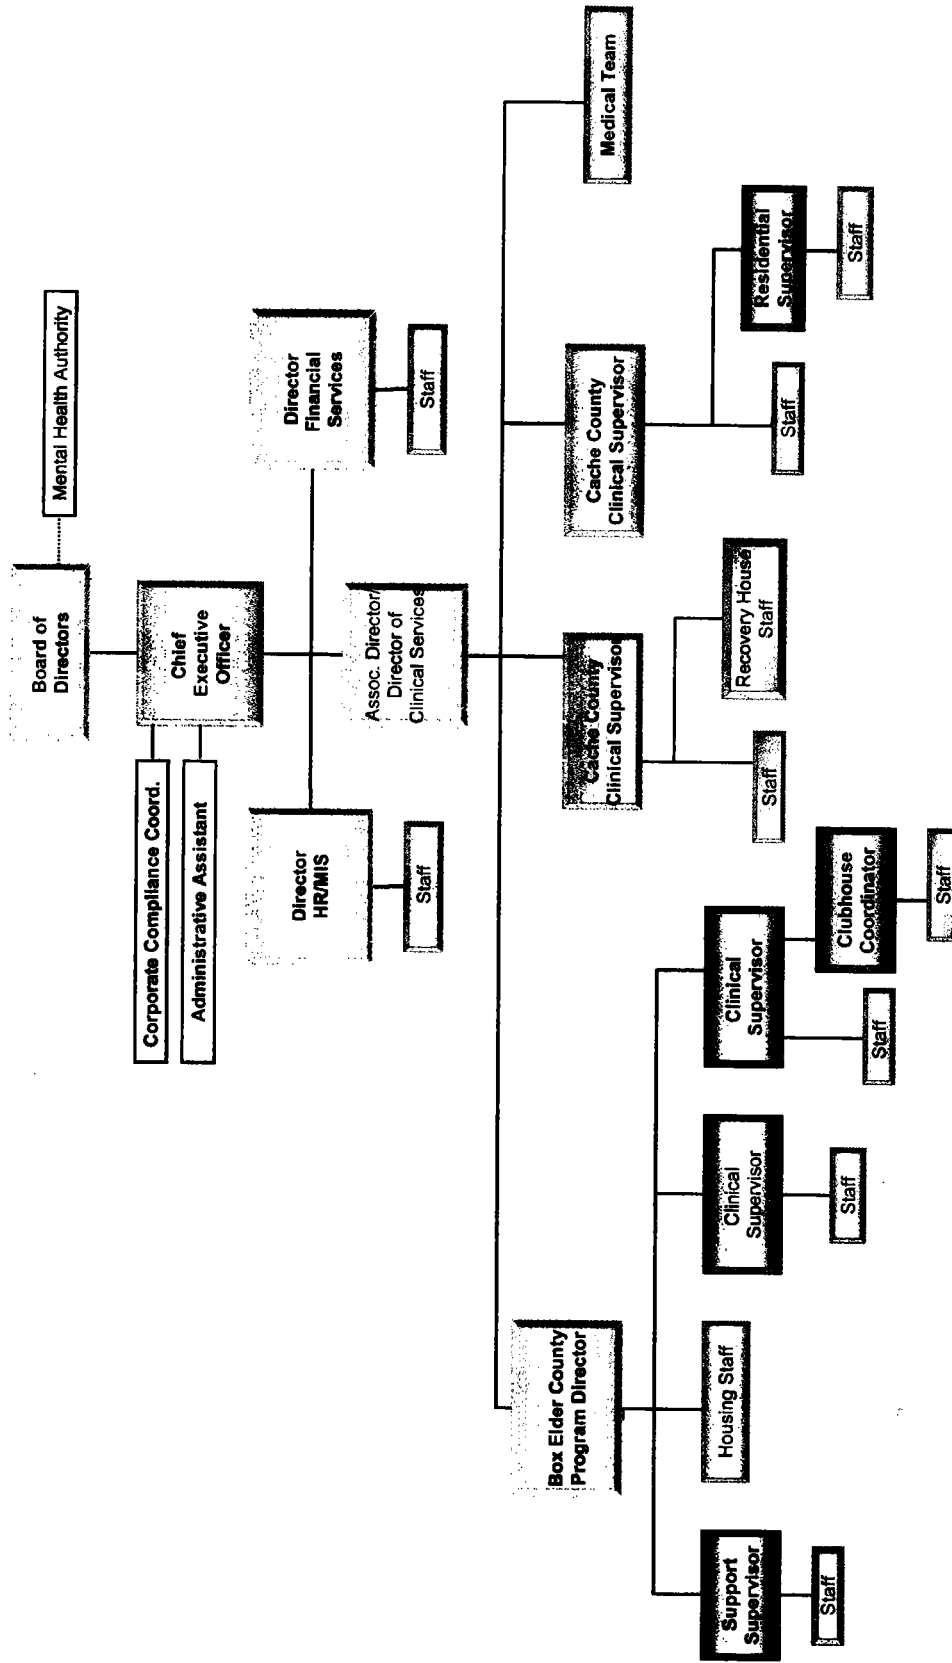 Board of
Directors
Mental Health Authority
Chief
Executive
Officer
Corporate Compliance Coord.
Administrative Assistant
Director
HR/MIS
Staff
Director
Financial
Services
Staff
Assoc. Director/
Director of
Clinical Services
Box Elder County
Program Director
Cache County
Clinical Supervisor
Cache County
Clinical Supervisor
Medical Team
Support
Supervisor
Staff
Housing Staff
Clinical
Supervisor
Staff
Clinical
Supervisor
Staff
Clubhouse
Coordinator
Staff
Staff
Recovery House
Staff
Staff
Residential
Supervisor
Staff